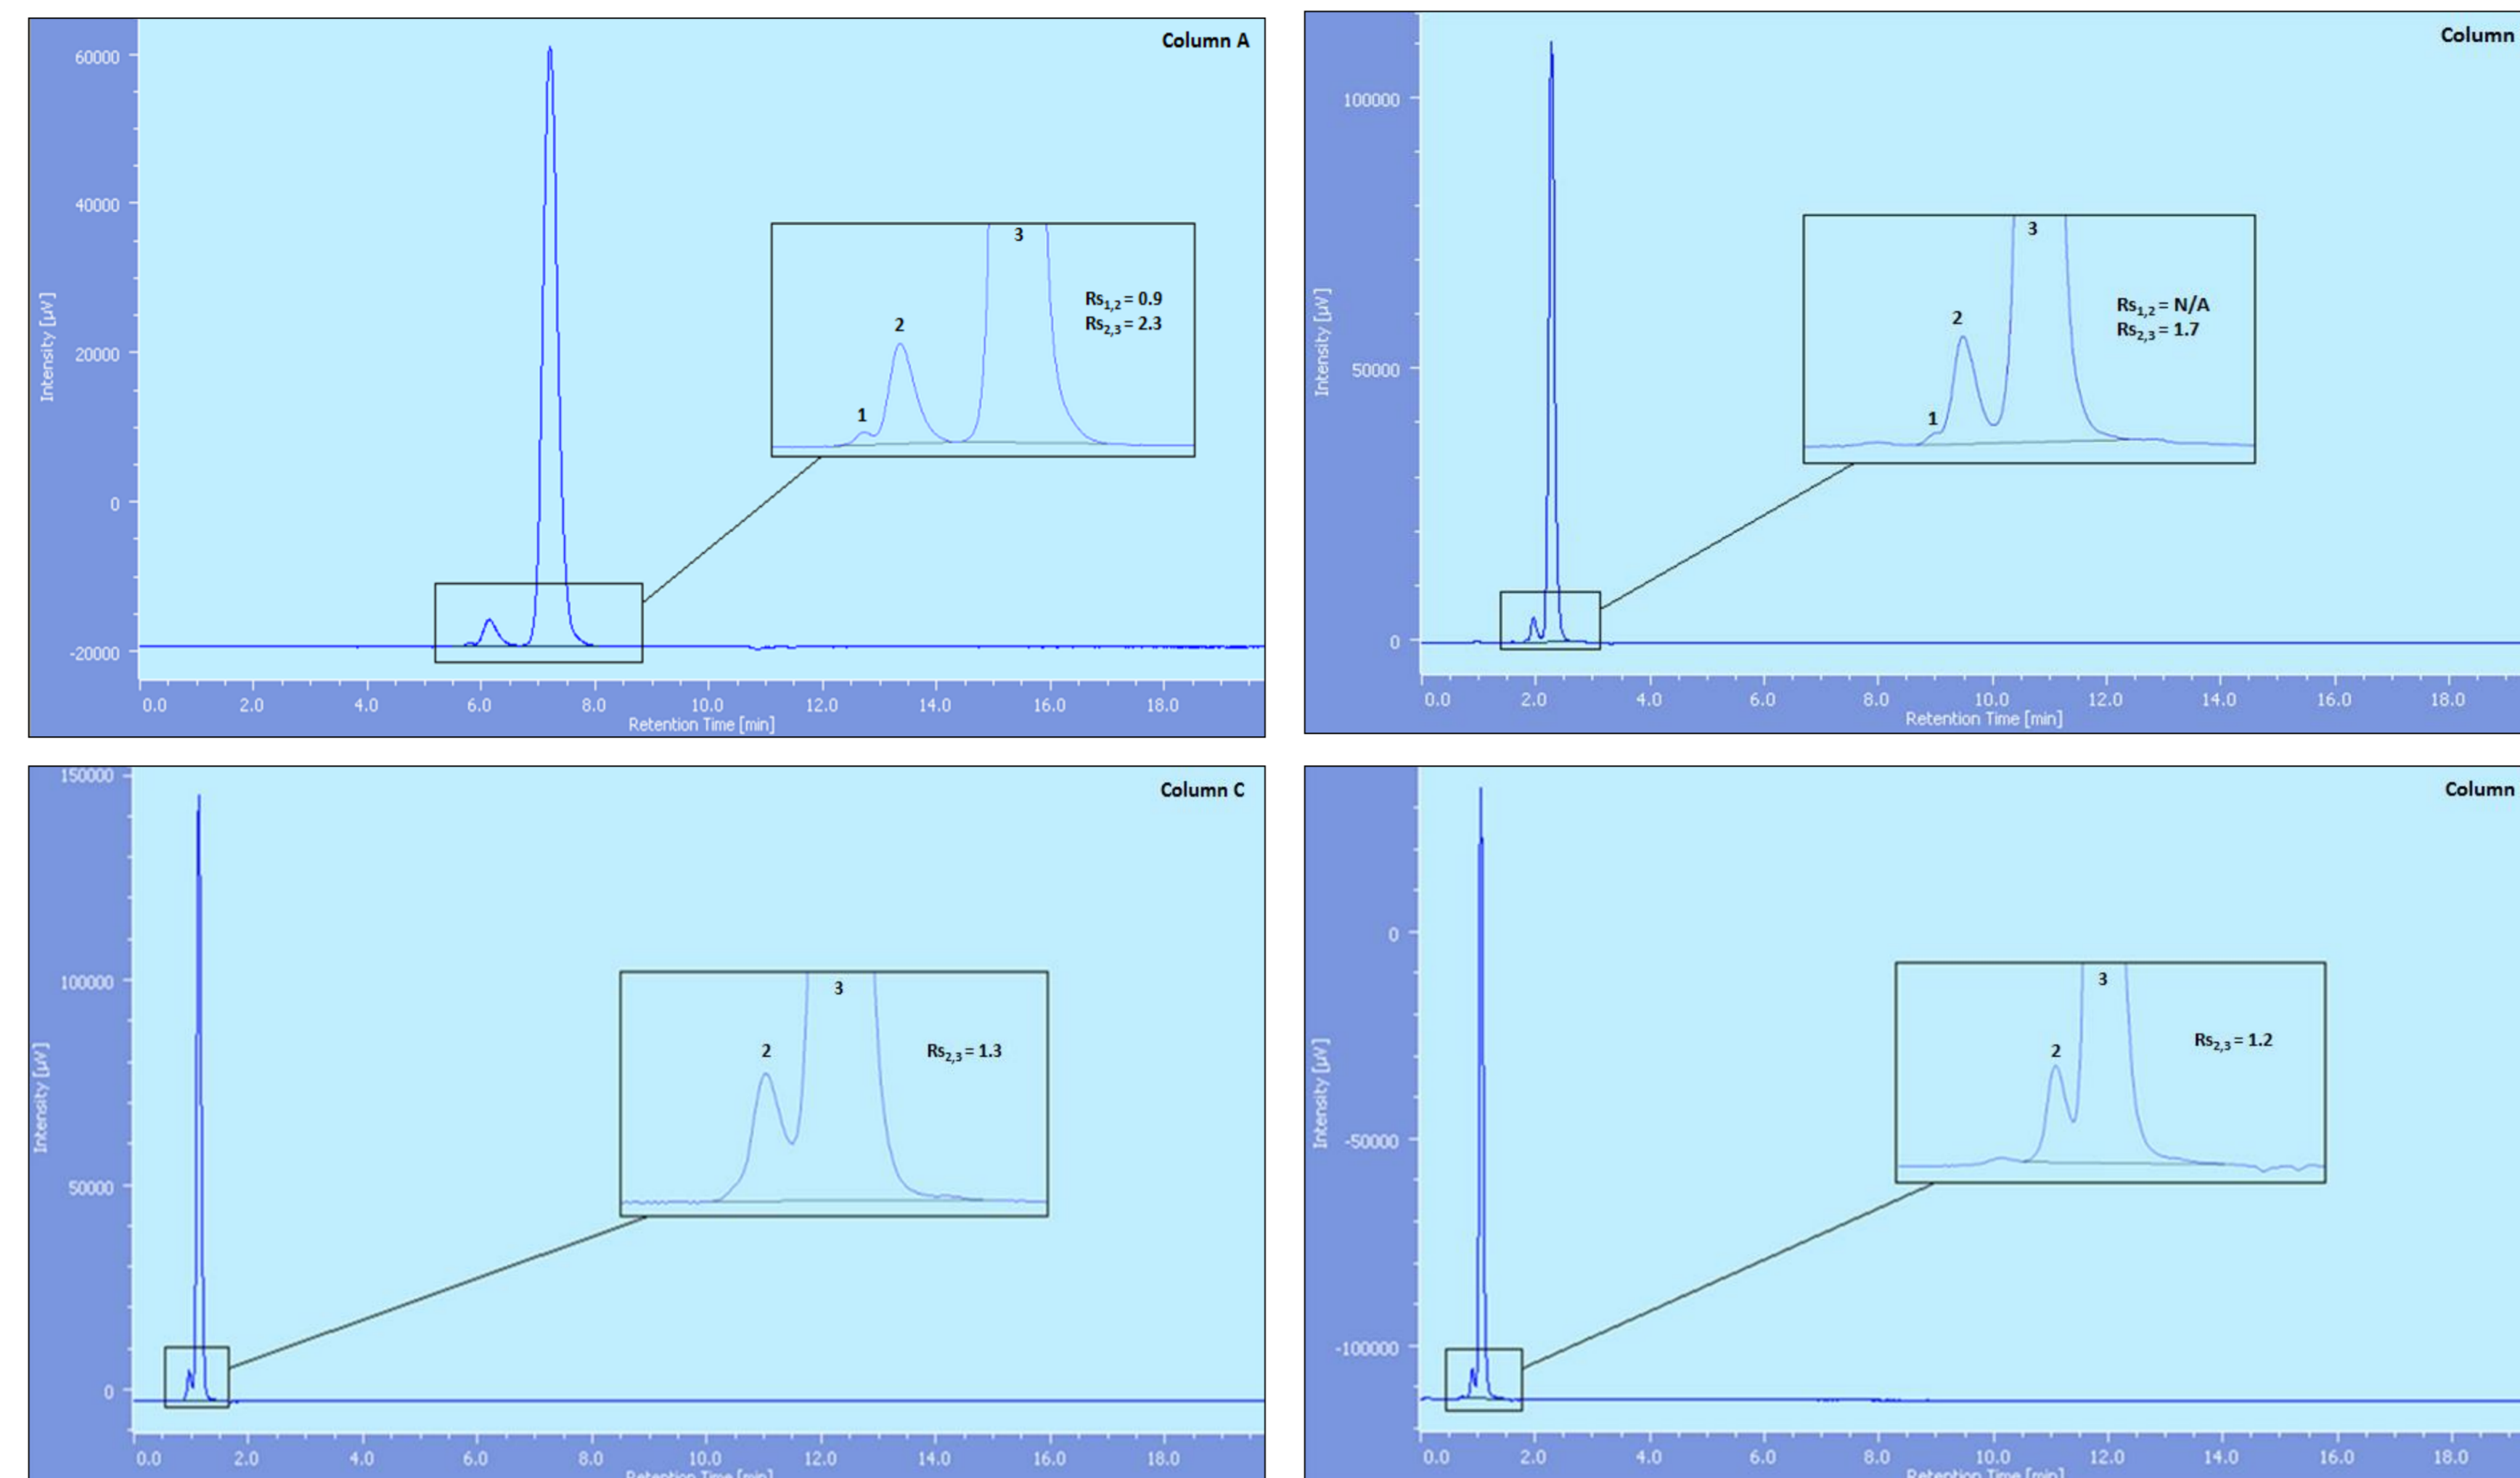 Column A
60000
40000
20000
0
-20000
Intensity [µV]
3
2
1
Rs1,2 = 0.9
Rs2,3 = 2.3
0.0 2.0 4.0 6.0 8.0 10.0 12.0 14.0 16.0 18.0
Retention Time [min]
Column
100000
50000
0
Intensity [µV]
3
2
1
Rs1,2 = N/A
Rs2,3 = 1.7
0.0 2.0 4.0 6.0 8.0 10.0 12.0 14.0 16.0 18.0
Retention Time [min]
Column C
150000
100000
50000
0
Intensity [µV]
3
2
Rs2,3 = 1.3
0.0 2.0 4.0 6.0 8.0 10.0 12.0 14.0 16.0 18.0
Retention Time [min]
Column
0
-50000
-100000
Intensity [µV]
3
2
Rs2,3 = 1.2
0.0 2.0 4.0 6.0 8.0 10.0 12.0 14.0 16.0 18.0
Retention Time [min]